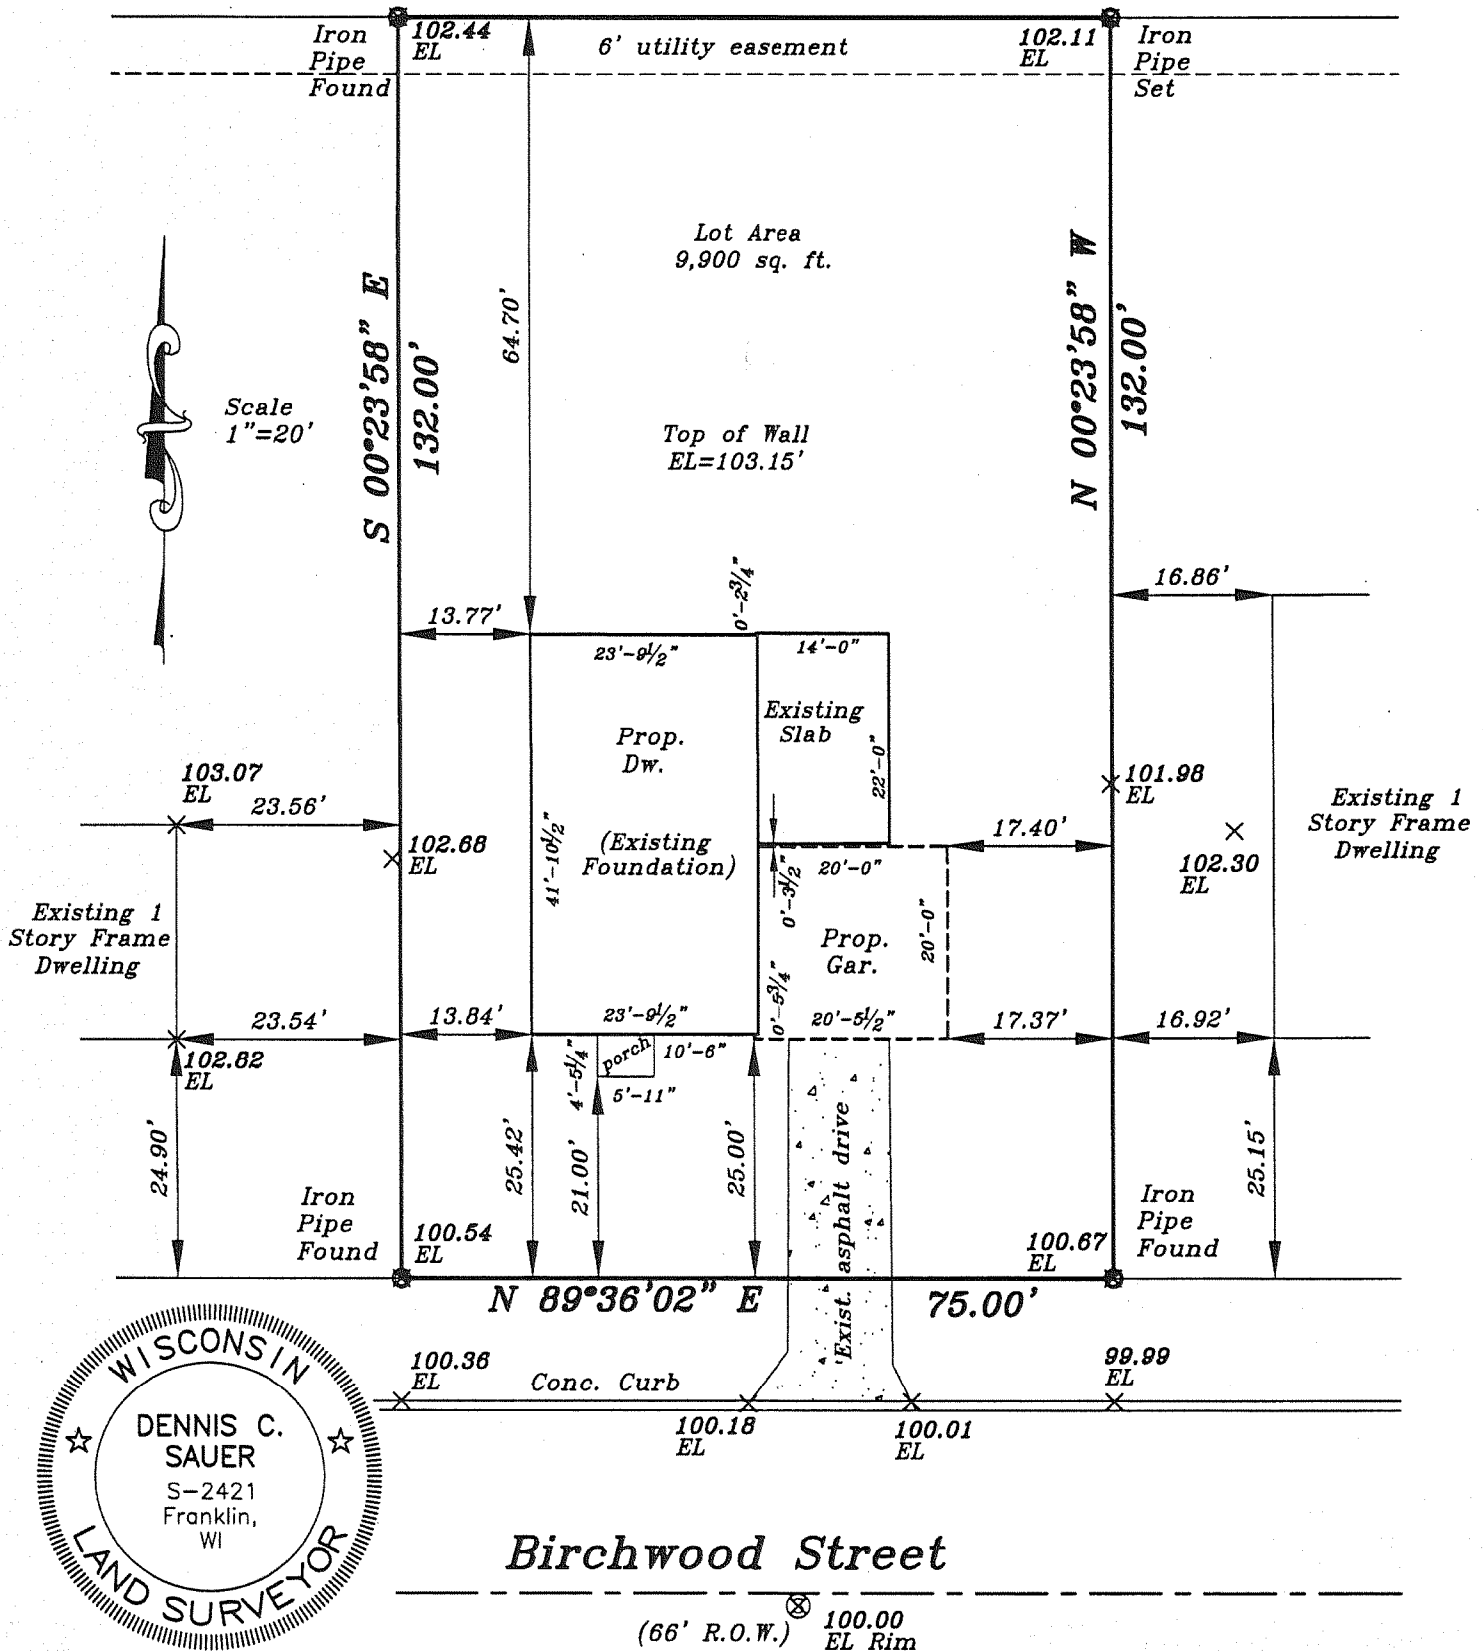 Iron
Pipe
Found
102.44
EL
6' utility easement
102.11
EL
Iron
Pipe
Set
Lot Area
9,900 sq. ft.
64.70'
S 00°23'58" E
132.00'
N 00°23'58" W
132.00'
Scale
1"=20'
Top of Wall
EL=103.15'
0'-2¾"
16.86'
13.77'
23'-9½"
14'-0"
Existing
Slab
22'-0"
Prop.
Dw.
(Existing
Foundation)
41'-10½"
103.07
EL
23.56'
102.68
EL
101.98
EL
102.30
EL
Existing 1
Story Frame
Dwelling
17.40'
20'-0"
0'-3½"
20'-0"
Prop.
Gar.
Existing 1
Story Frame
Dwelling
0'-5¾"
23.54'
13.84'
23'-9½"
20'-5½"
17.37'
16.92'
102.82
EL
4'-5¼"
porch
10'-6"
5'-11"
24.90'
25.42'
21.00'
25.00'
Exist. asphalt drive
25.15'
Iron
Pipe
Found
100.54
EL
100.67
EL
Iron
Pipe
Found
N 89°36'02" E 75.00'
WISCONSIN
DENNIS C.
SAUER
S-2421
Franklin,
WI
LAND SURVEYOR
100.36
EL
Conc. Curb
99.99
EL
100.18
EL
100.01
EL
Birchwood Street
(66' R.O.W.)
100.00
EL Rim